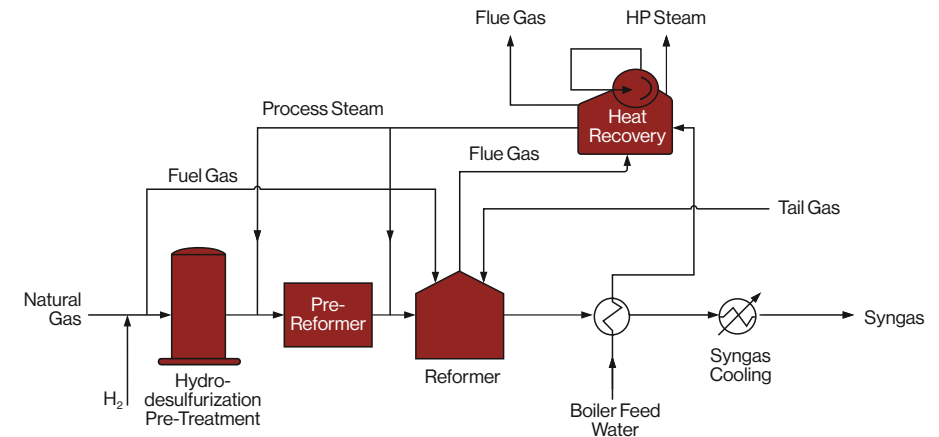 Flue Gas
HP Steam
Process Steam
Heat
Recovery
Flue Gas
Fuel Gas
Tail Gas
Natural
Gas
Pre-
Reformer
Syngas
Reformer
Syngas
Cooling
H₂
Hydro-
desulfurization
Pre-Treatment
Boiler Feed
Water